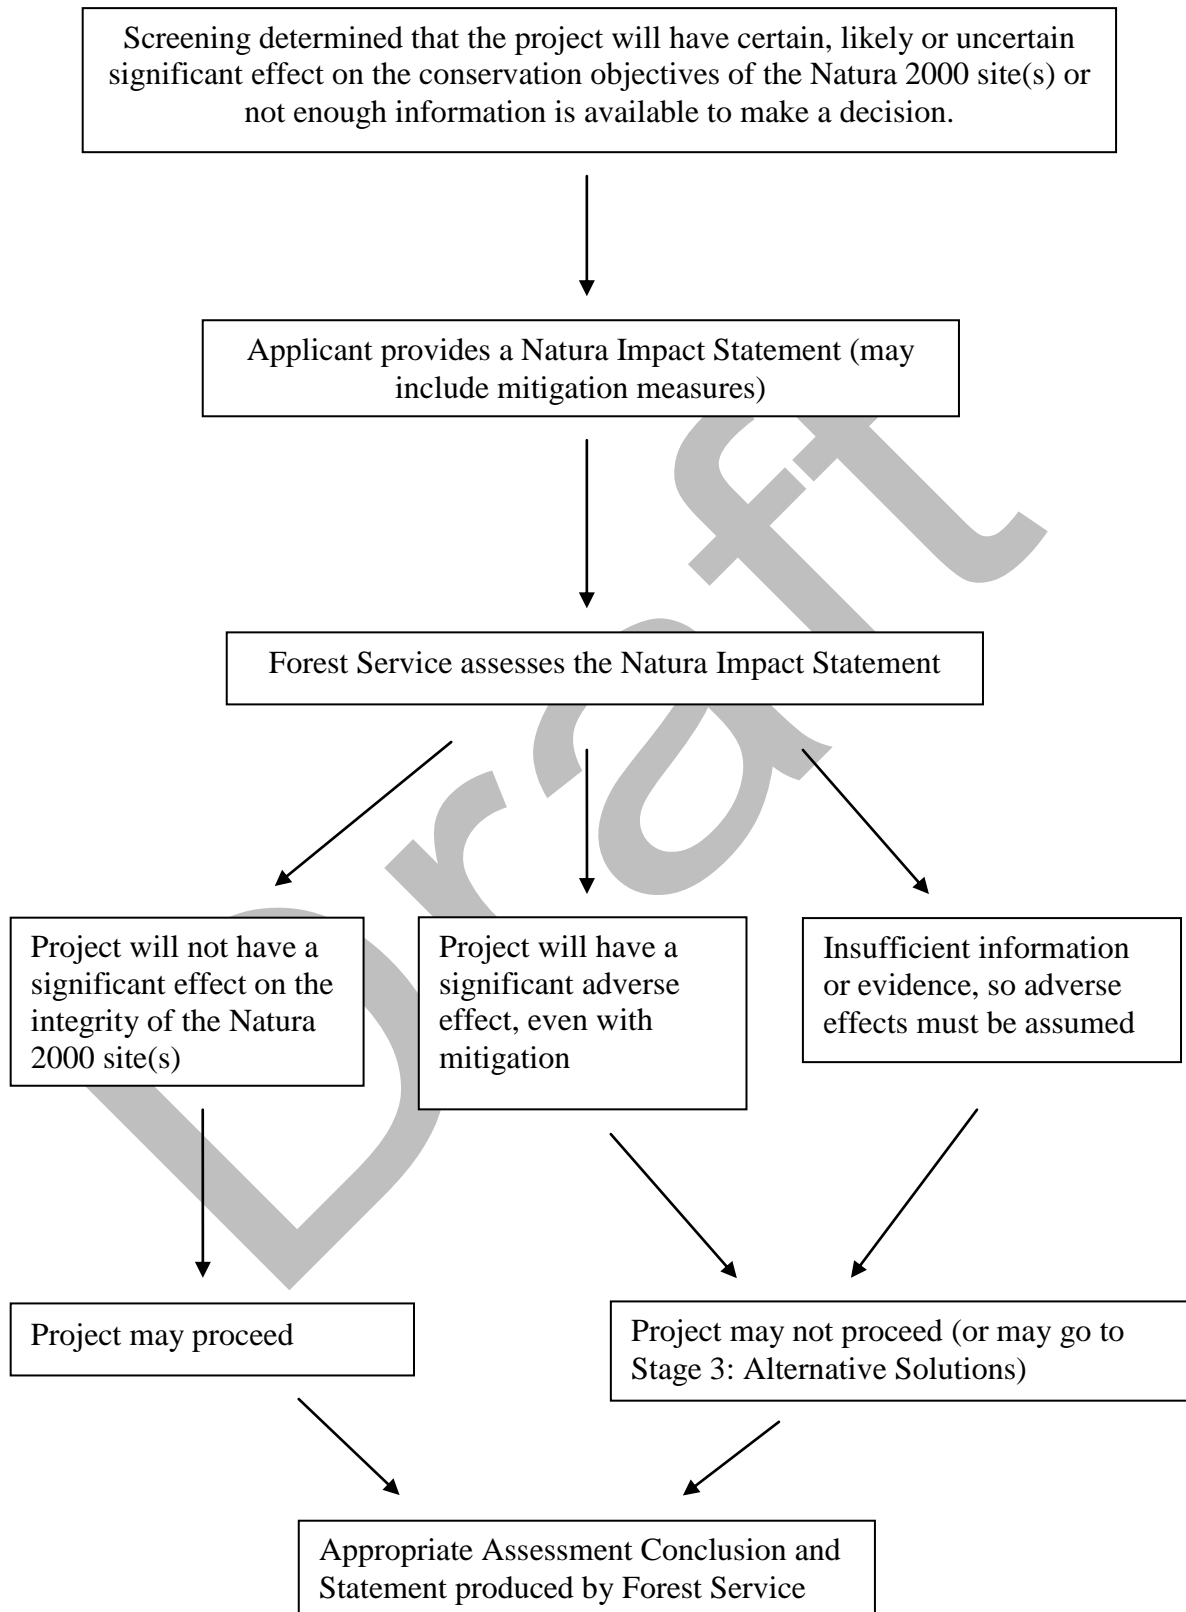 Screening determined that the project will have certain, likely or uncertain
significant effect on the conservation objectives of the Natura 2000 site(s) or
not enough information is available to make a decision.
Applicant provides a Natura Impact Statement (may
include mitigation measures)
Forest Service assesses the Natura Impact Statement
Project will not have a
significant effect on the
integrity of the Natura
2000 site(s)
Project will have a
significant adverse
effect, even with
mitigation
Insufficient information
or evidence, so adverse
effects must be assumed
Project may proceed
Project may not proceed (or may go to
Stage 3: Alternative Solutions)
Appropriate Assessment Conclusion and
Statement produced by Forest Service
Draft